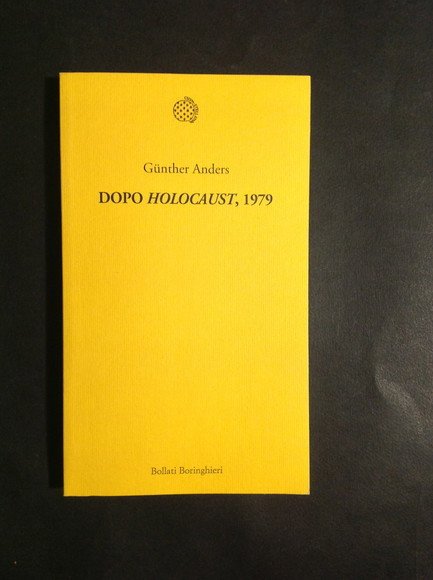 Günther Anders
DOPO HOLOCAUST, 1979
Bollati Boringhieri